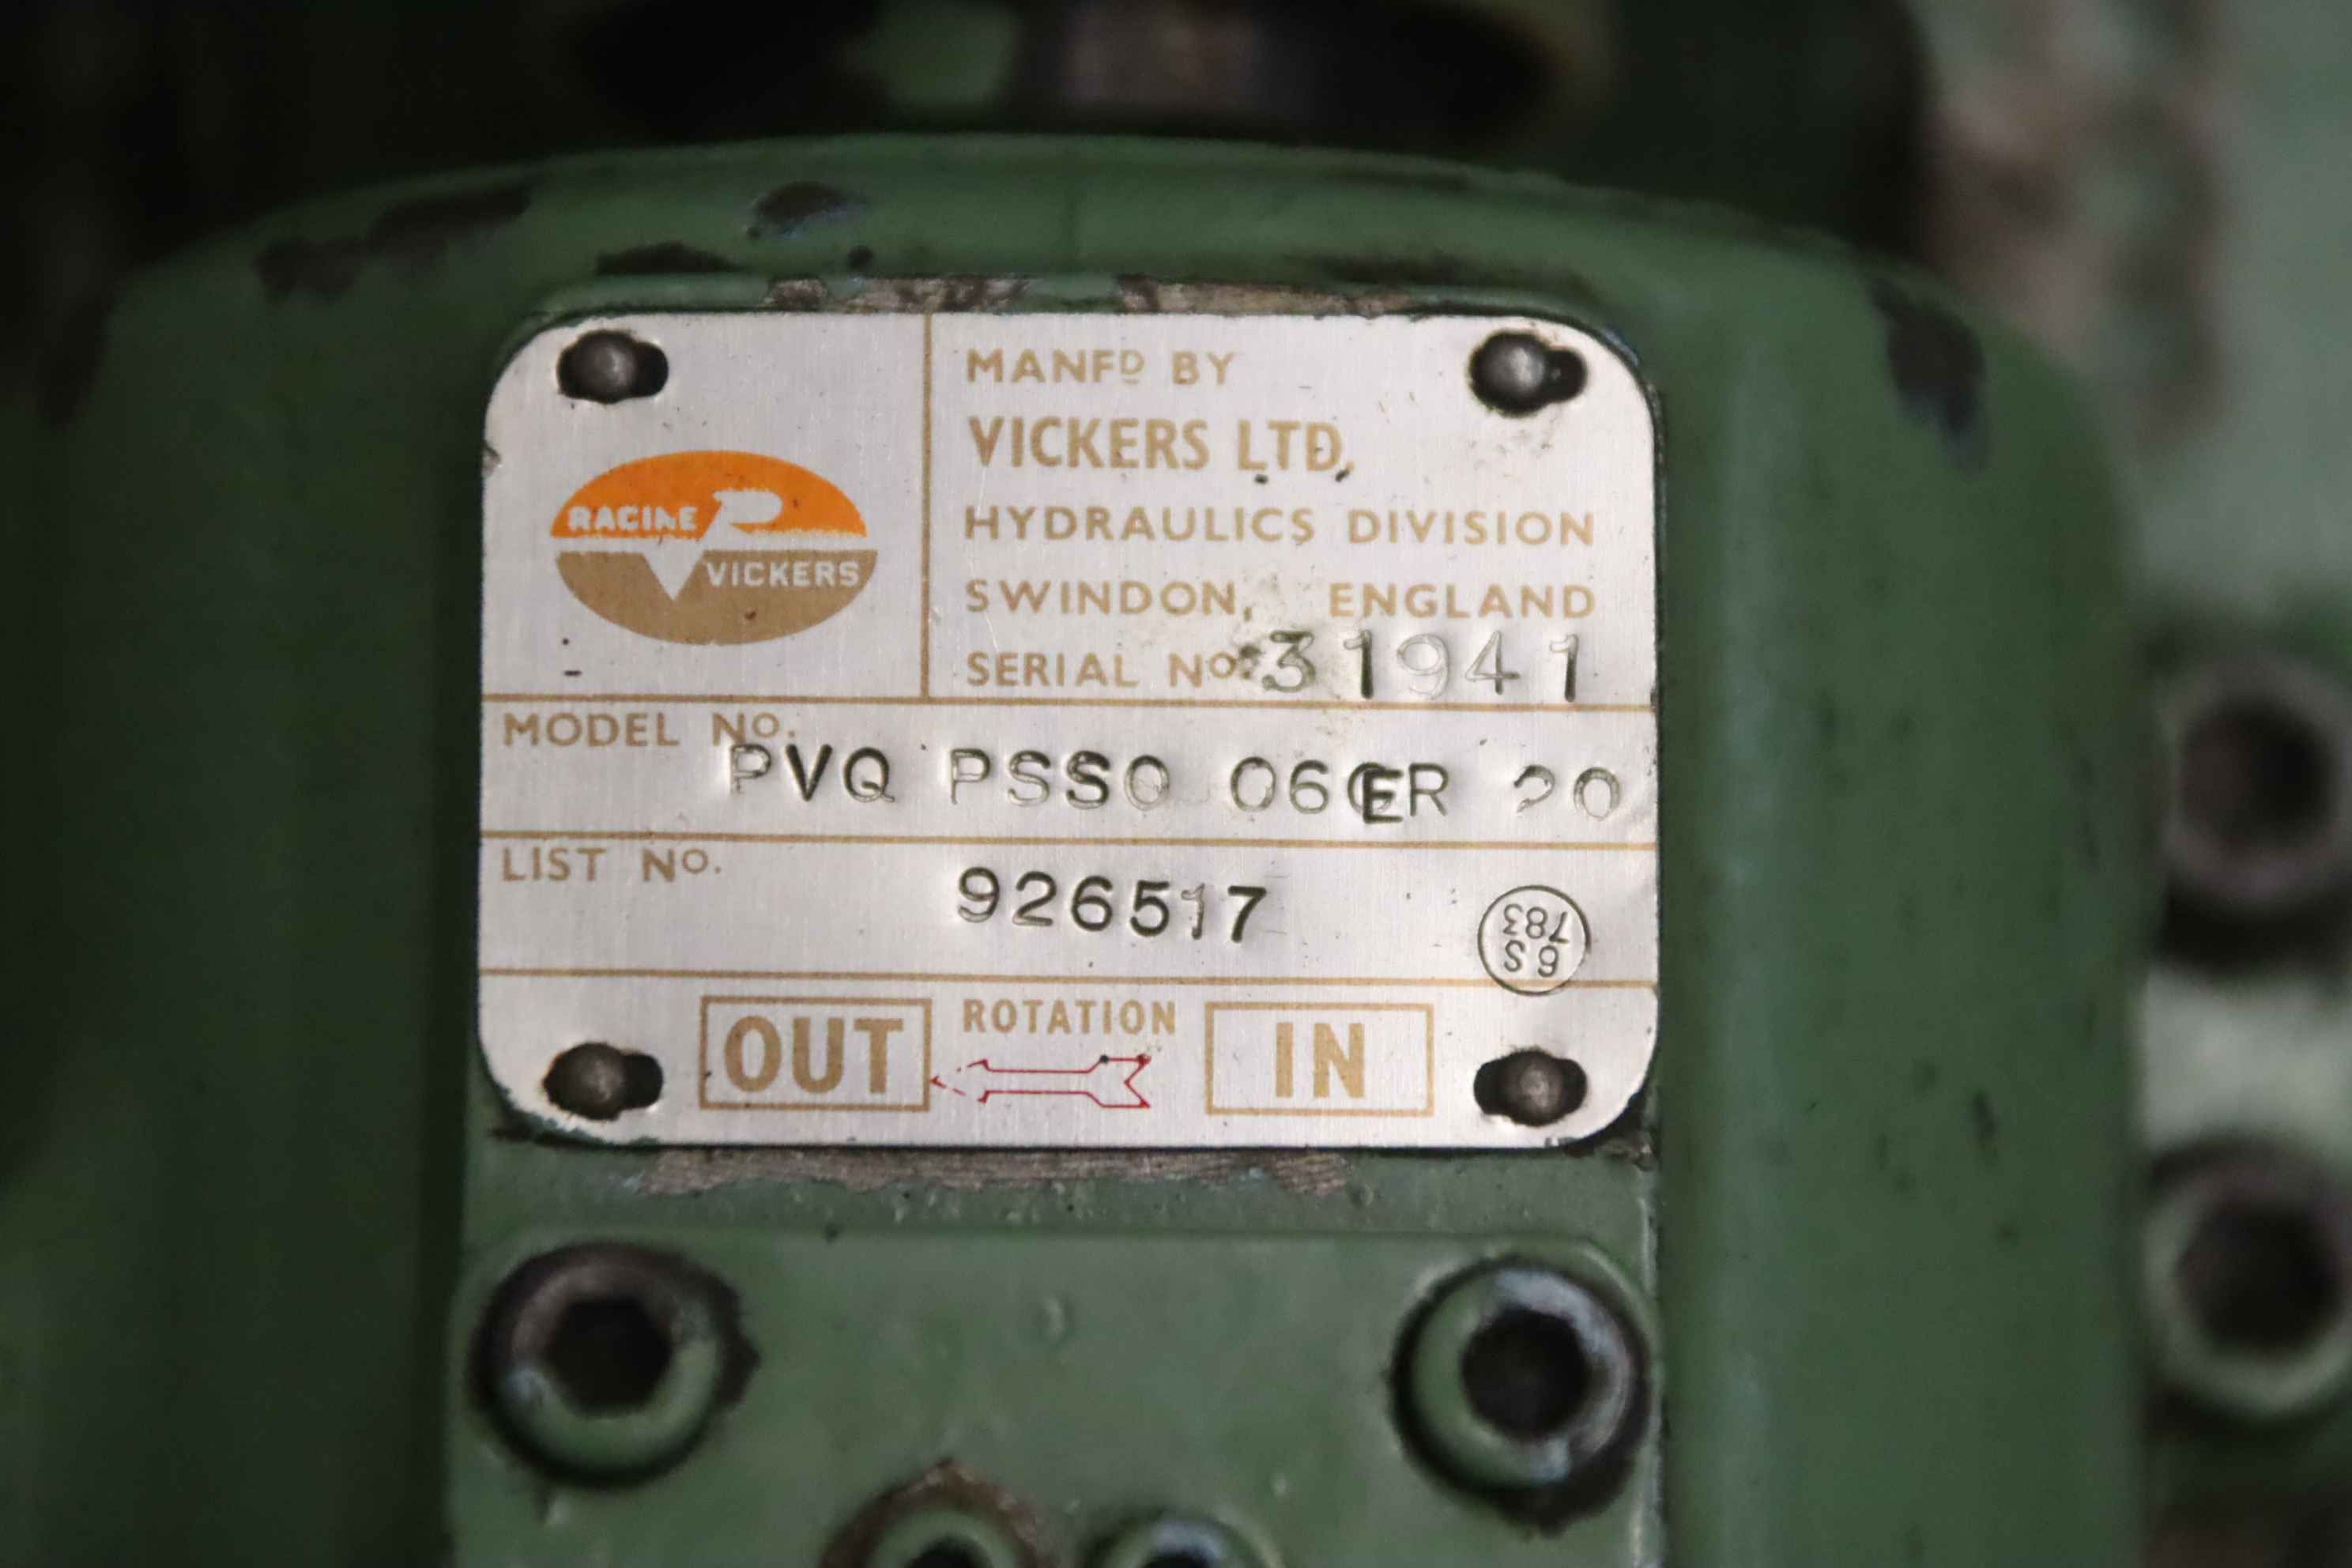 RACINE
VICKERS
MANFD BY
VICKERS LTD,
HYDRAULICS DIVISION
SWINDON, ENGLAND
SERIAL NO. 31941
MODEL NO.
PVQ PSSO 06ER 20
LIST NO.
926517
6S
783
OUT ROTATION IN